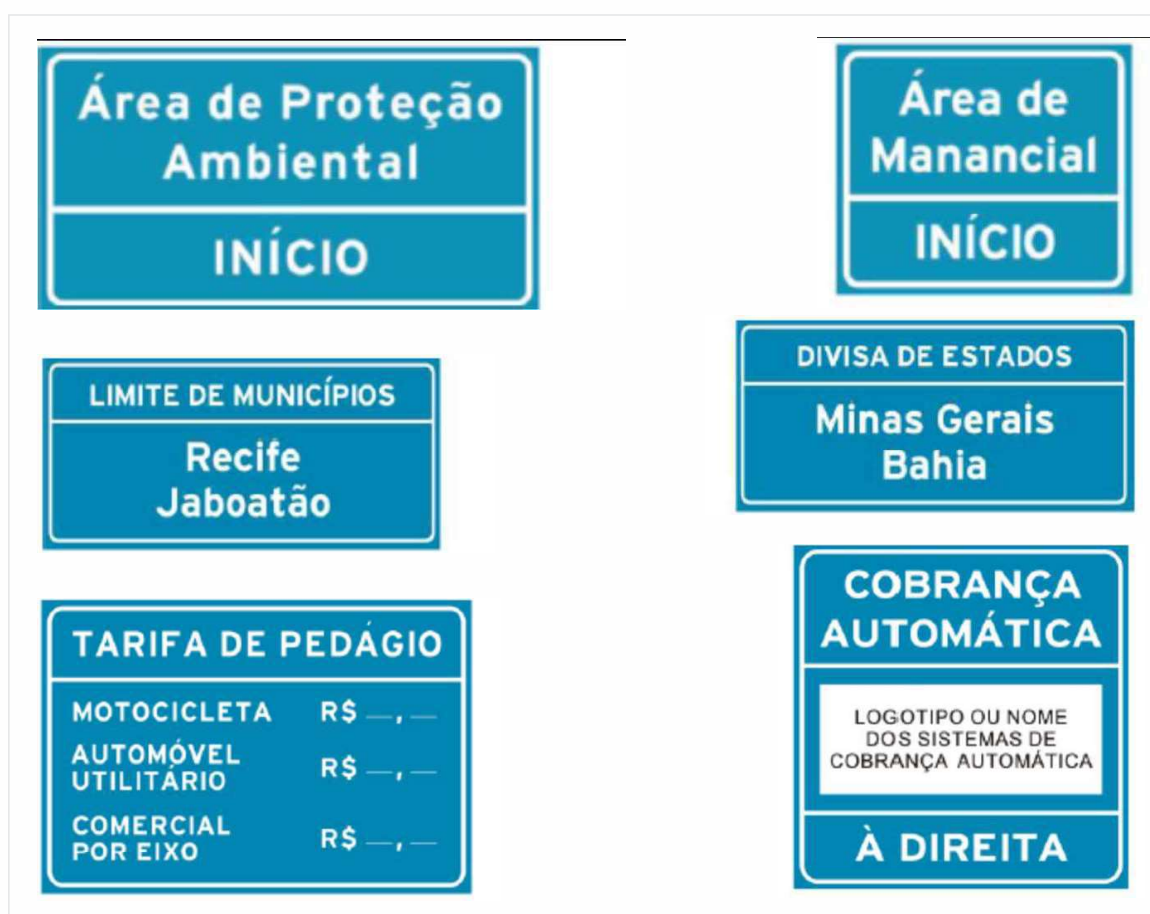 Área de Proteção
Ambiental
INÍCIO
Área de
Manancial
INÍCIO
LIMITE DE MUNICÍPIOS
Recife
Jaboatão
DIVISA DE ESTADOS
Minas Gerais
Bahia
TARIFA DE PEDÁGIO
MOTOCICLETA R$ —,—
AUTOMÓVEL
UTILITÁRIO R$ —,—
COMERCIAL
POR EIXO R$ —,—
COBRANÇA
AUTOMÁTICA
LOGOTIPO OU NOME
DOS SISTEMAS DE
COBRANÇA AUTOMÁTICA
À DIREITA